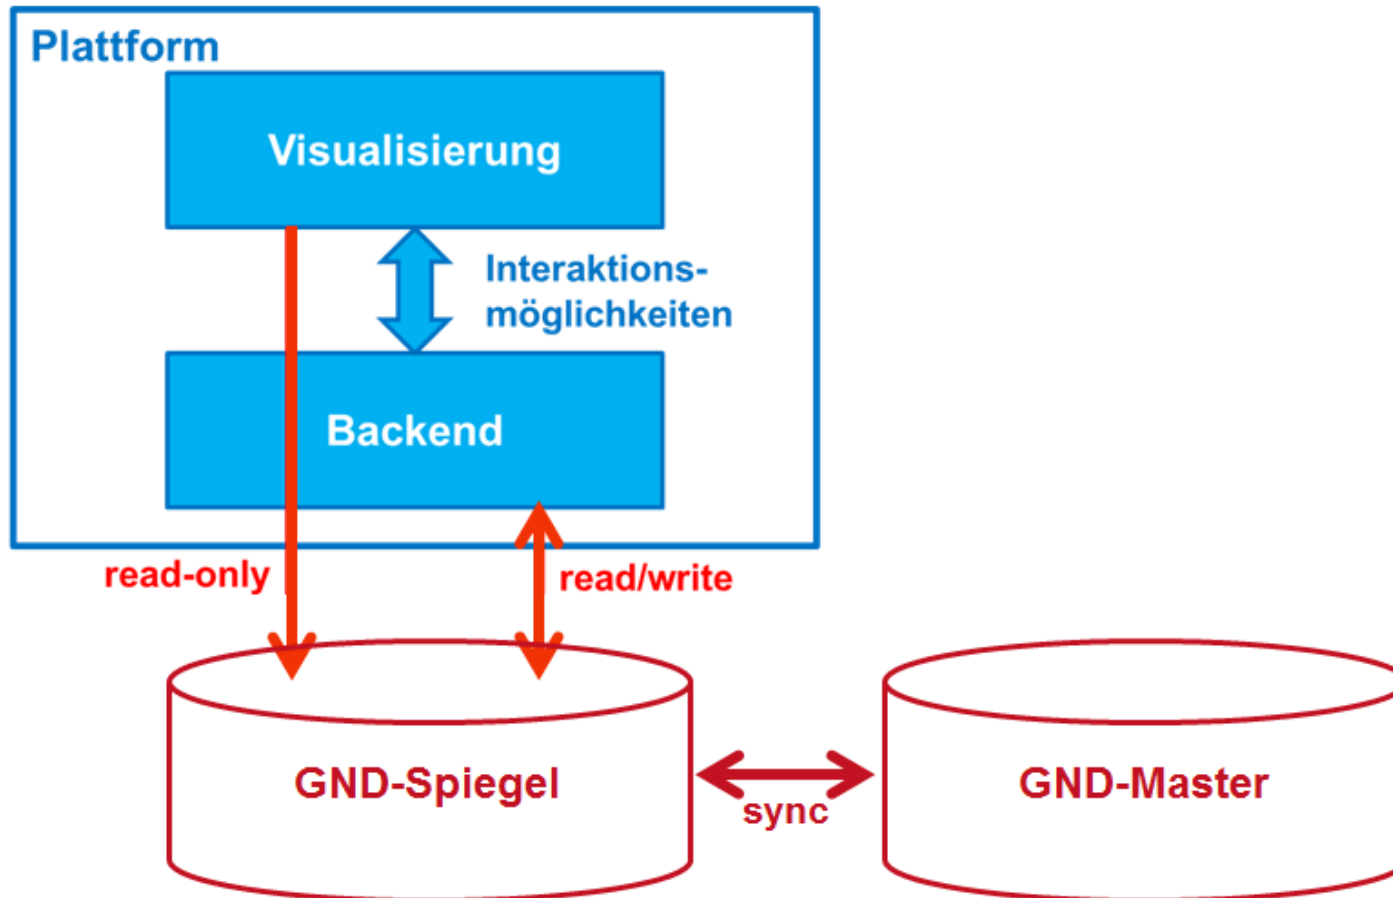 Plattform
Visualisierung
Interaktions-
möglichkeiten
Backend
read-only
read/write
GND-Spiegel
sync
GND-Master